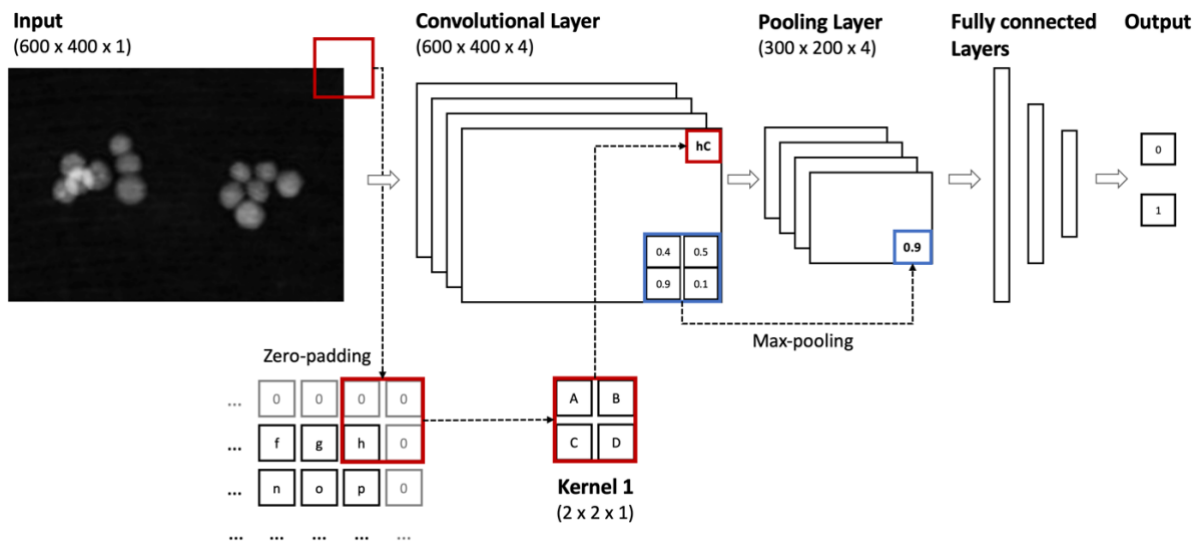 Input
(600 x 400 x 1)
Convolutional Layer
(600 x 400 x 4)
Pooling Layer
(300 x 200 x 4)
Fully connected
Layers
Output
hC
0.4 0.5
0.9 0.1
0.9
0
1
Max-pooling
Zero-padding
... 0 0 0 0
... f g h 0
... n o p 0
... ... ... ... ...
A B
C D
Kernel 1
(2 x 2 x 1)